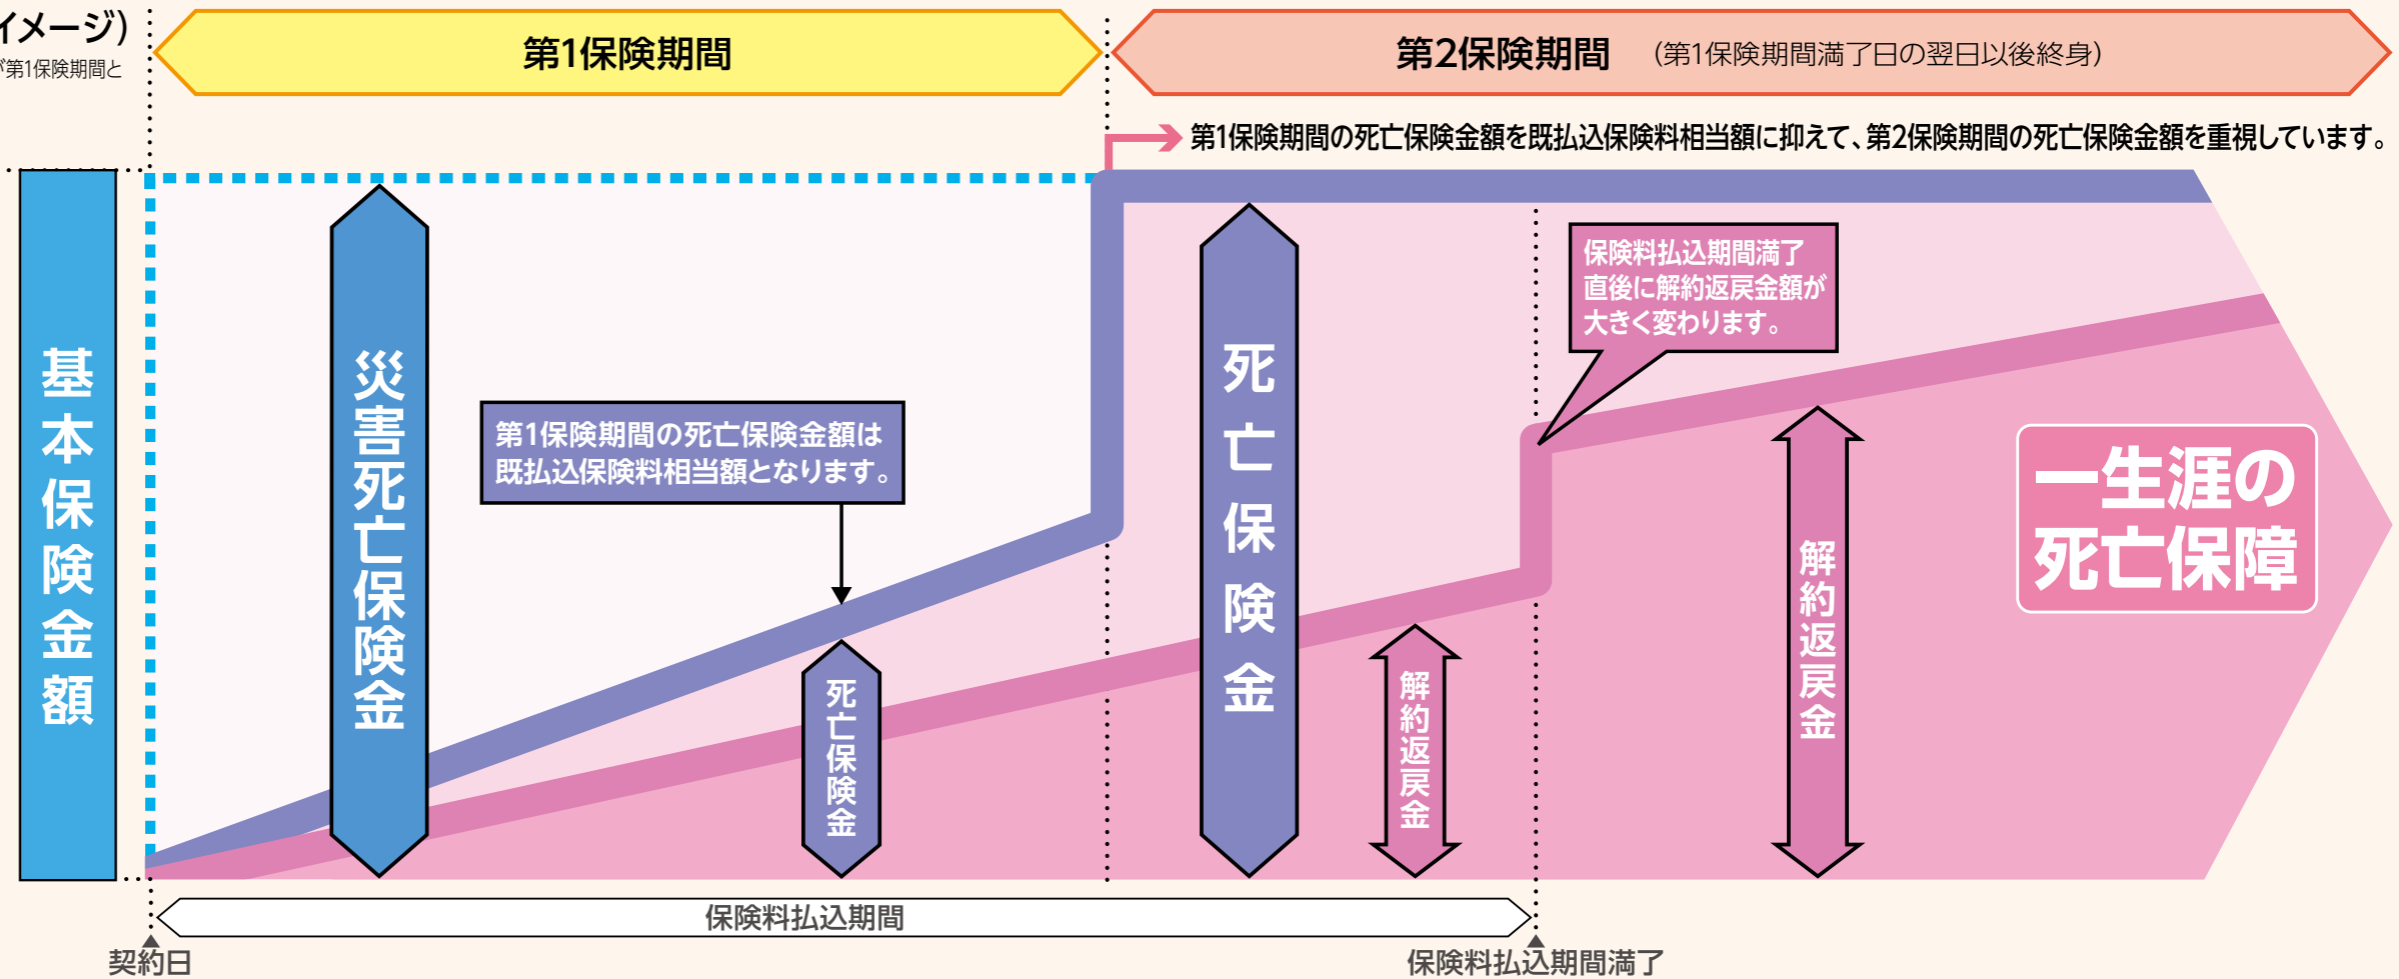 イメージ)
第1保険期間と
第1保険期間
第2保険期間 (第1保険期間満了日の翌日以後終身)
第1保険期間の死亡保険金額を既払込保険料相当額に抑えて、第2保険期間の死亡保険金額を重視しています。
基本保険金額
災害死亡保険金
第1保険期間の死亡保険金額は
既払込保険料相当額となります。
死亡保険金
死亡保険金
保険料払込期間満了
直後に解約返戻金額が
大きく変わります。
解約返戻金
解約返戻金
一生涯の
死亡保障
保険料払込期間
契約日
保険料払込期間満了